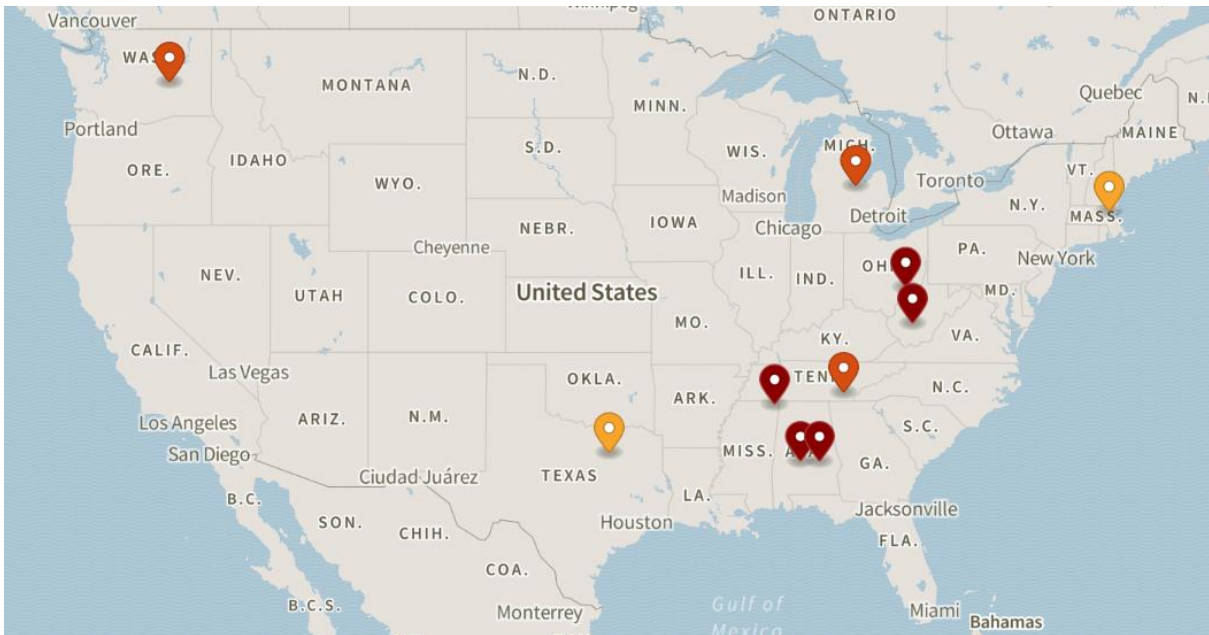 Winnipeg
Vancouver
ONTARIO
WAS
MONTANA
N.D.
MINN.
Quebec
N.
Portland
Ottawa
MAINE
ORE.
IDAHO
S.D.
WIS.
MICH.
VT.
WYO.
Madison
Toronto
N.Y.
MASS.
NEBR.
IOWA
Detroit
Chicago
Cheyenne
PA.
New York
NEV.
UTAH
COLO.
ILL.
IND.
OHI
United States
MD.
MO.
KY.
VA.
CALIF.
Las Vegas
OKLA.
TEN
N.C.
ARIZ.
N.M.
ARK.
Los Angeles
San Diego
MISS.
A
S.C.
GA.
Ciudad Juárez
TEXAS
B.C.
LA.
Jacksonville
SON.
CHIH.
Houston
FLA.
COA.
B.C.S.
Monterrey
Gulf of
Mexico
Miami
Bahamas